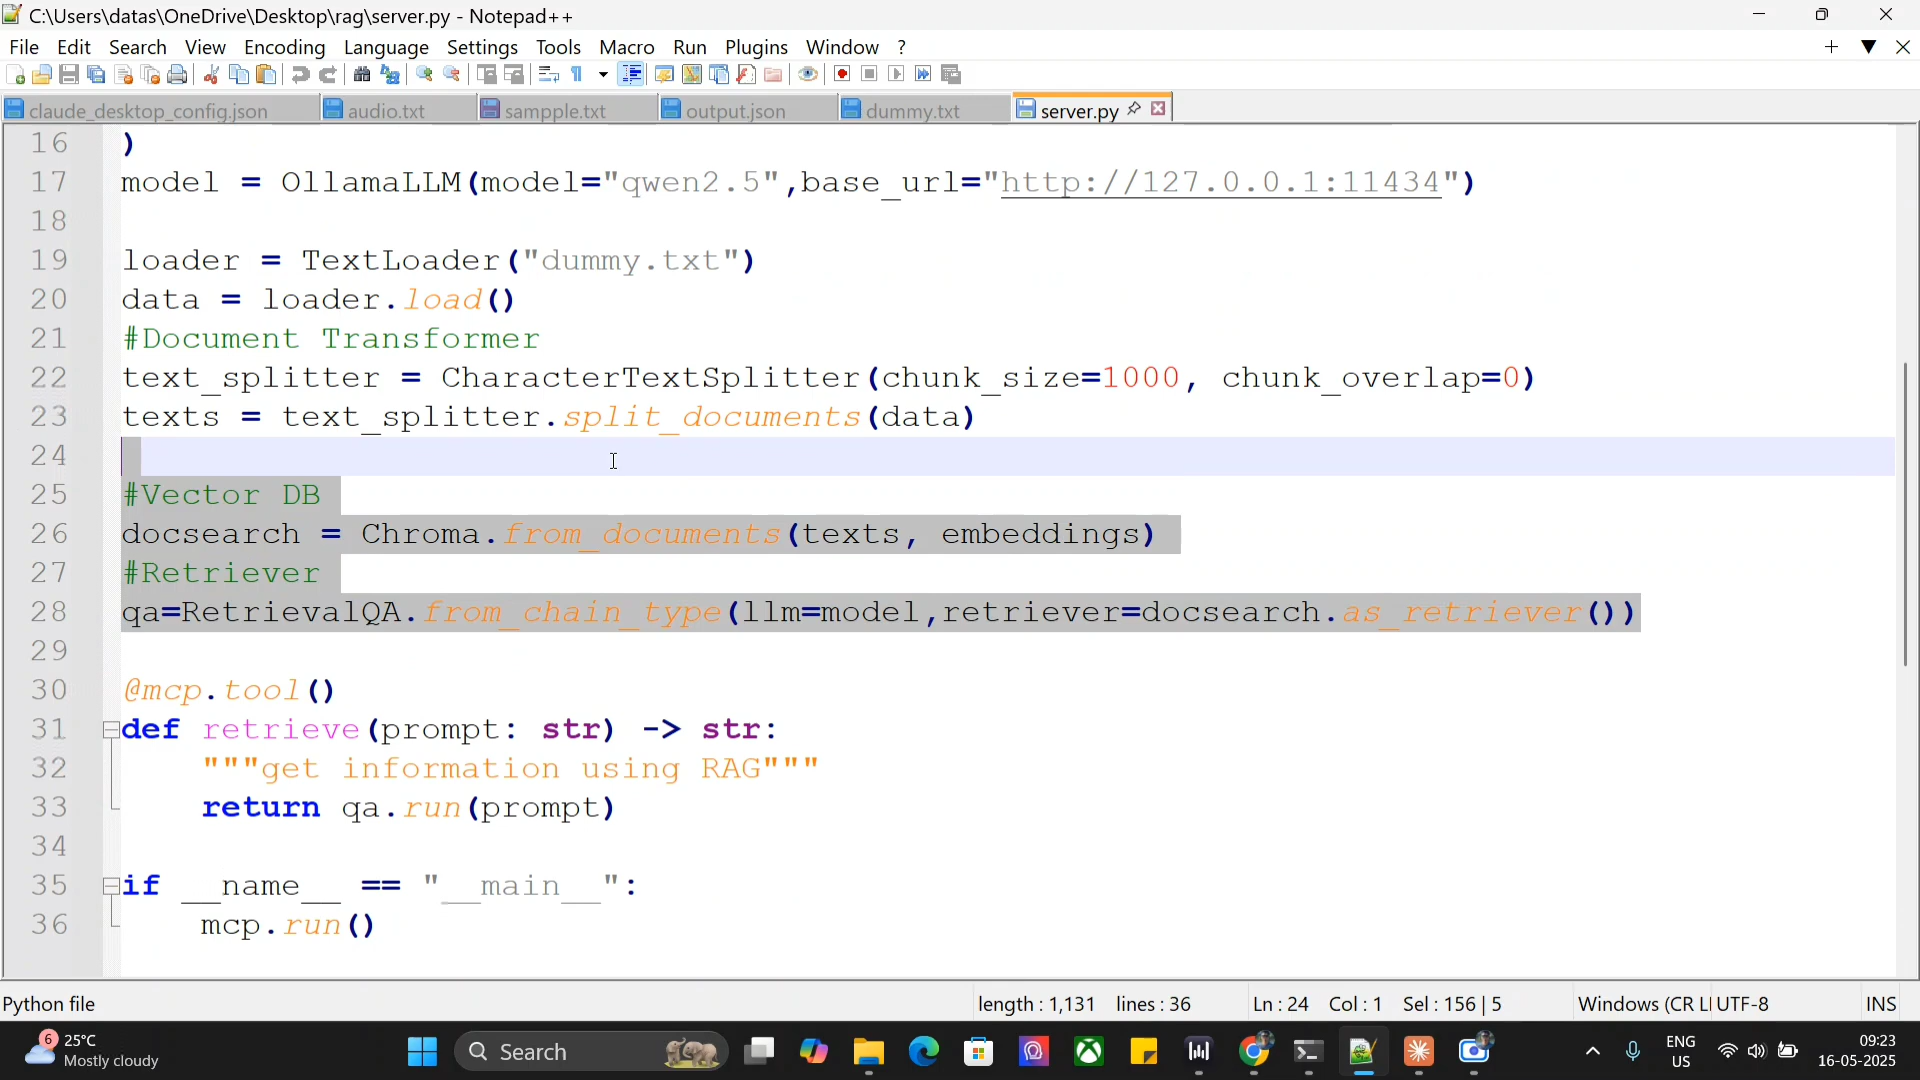 C:\Users\datas\OneDrive\Desktop\rag\server.py - Notepad++
File Edit Search View Encoding Language Settings Tools Macro Run Plugins Window ?
claude_desktop_config.json audio.txt sampple.txt output.json dummy.txt server.py
16 )
17 model = OllamaLLM(model="qwen2.5",base_url="http://127.0.0.1:11434")
18
19 loader = TextLoader("dummy.txt")
20 data = loader.load()
21 #Document Transformer
22 text_splitter = CharacterTextSplitter(chunk_size=1000, chunk_overlap=0)
23 texts = text_splitter.split_documents(data)
24
25 #Vector DB
26 docsearch = Chroma.from_documents(texts, embeddings)
27 #Retriever
28 qa=RetrievalQA.from_chain_type(llm=model,retriever=docsearch.as_retriever())
29
30 @mcp.tool()
31 def retrieve(prompt: str) -> str:
32 """get information using RAG"""
33 return qa.run(prompt)
34
35 if __name__ == "__main__":
36 mcp.run()
Python file length : 1,131 lines : 36 Ln : 24 Col : 1 Sel : 156 | 5 Windows (CR LI UTF-8 INS
6 25°C
Mostly cloudy
Search
ENG
US
09:23
16-05-2025